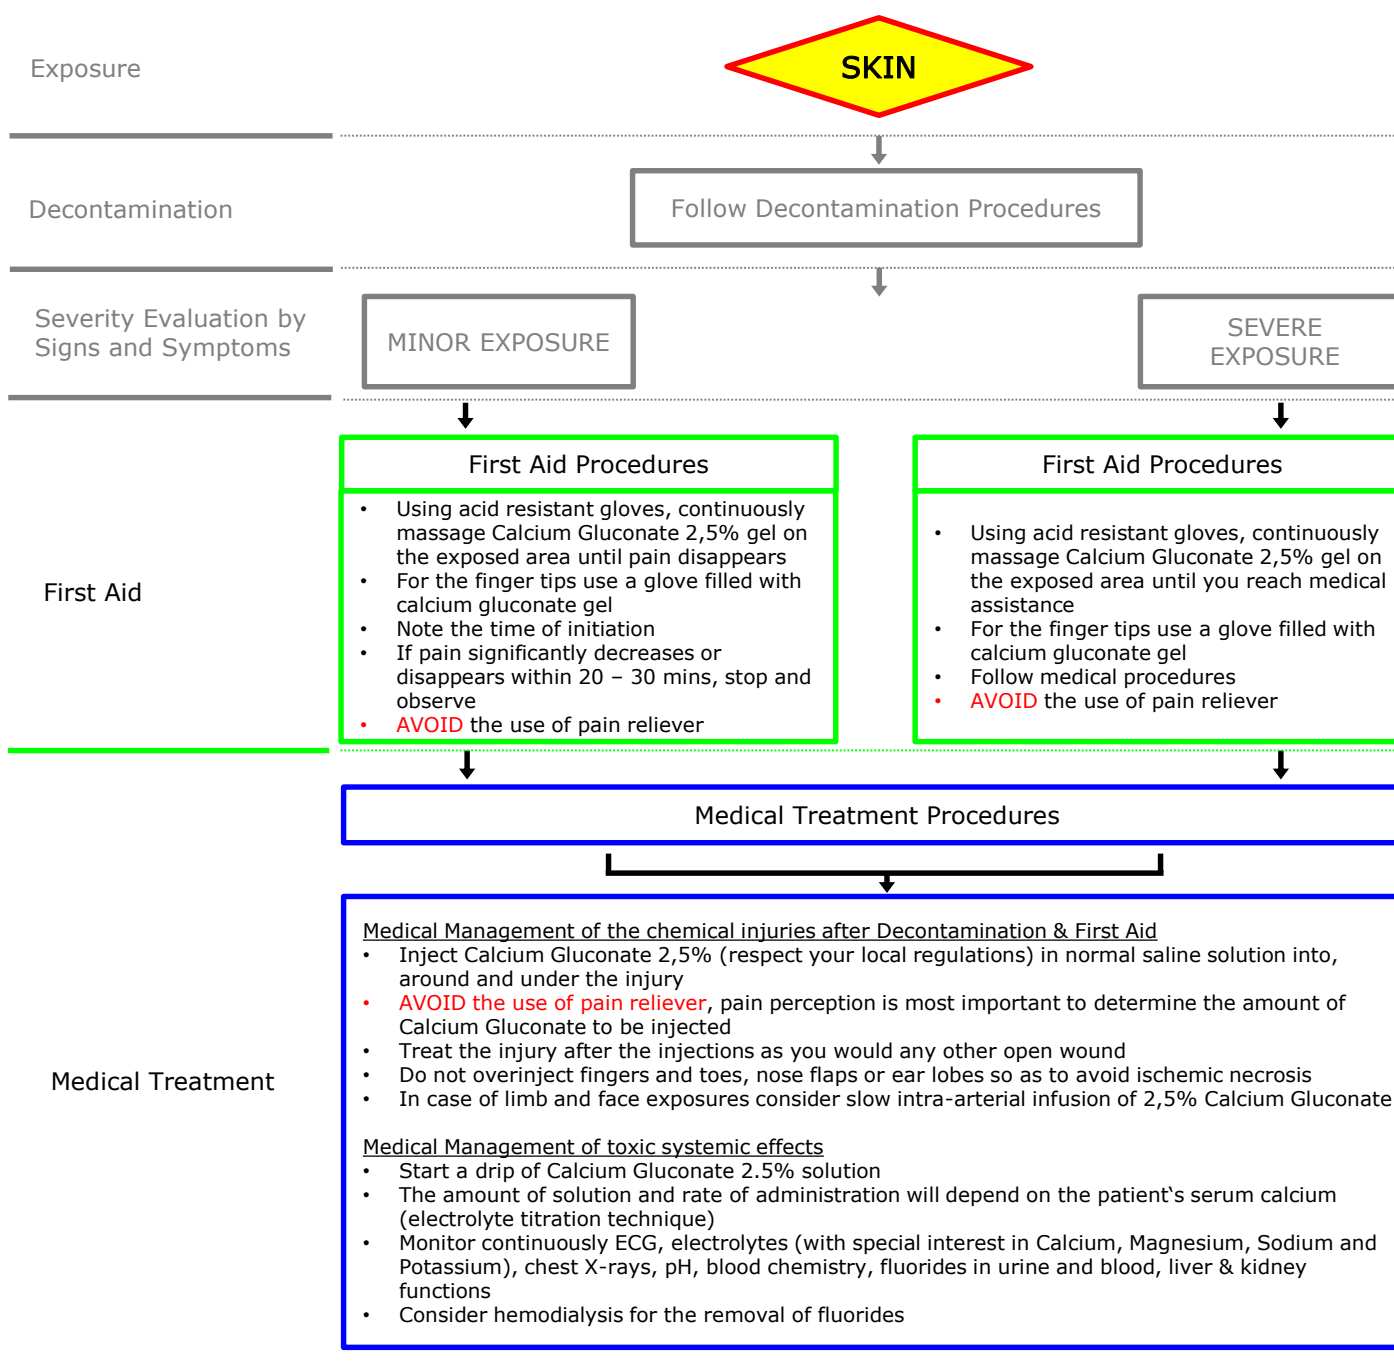 Exposure
SKIN
Decontamination
Follow Decontamination Procedures
Severity Evaluation by
Signs and Symptoms
MINOR EXPOSURE
SEVERE
EXPOSURE
First Aid
First Aid Procedures
• Using acid resistant gloves, continuously
massage Calcium Gluconate 2,5% gel on
the exposed area until pain disappears
• For the finger tips use a glove filled with
calcium gluconate gel
• Note the time of initiation
• If pain significantly decreases or
disappears within 20 – 30 mins, stop and
observe
• AVOID the use of pain reliever
First Aid Procedures
• Using acid resistant gloves, continuously
massage Calcium Gluconate 2,5% gel on
the exposed area until you reach medical
assistance
• For the finger tips use a glove filled with
calcium gluconate gel
• Follow medical procedures
• AVOID the use of pain reliever
Medical Treatment Procedures
Medical Treatment
Medical Management of the chemical injuries after Decontamination & First Aid
• Inject Calcium Gluconate 2,5% (respect your local regulations) in normal saline solution into,
around and under the injury
• AVOID the use of pain reliever, pain perception is most important to determine the amount of
Calcium Gluconate to be injected
• Treat the injury after the injections as you would any other open wound
• Do not overinject fingers and toes, nose flaps or ear lobes so as to avoid ischemic necrosis
• In case of limb and face exposures consider slow intra-arterial infusion of 2,5% Calcium Gluconate
Medical Management of toxic systemic effects
• Start a drip of Calcium Gluconate 2.5% solution
• The amount of solution and rate of administration will depend on the patient‛s serum calcium
(electrolyte titration technique)
• Monitor continuously ECG, electrolytes (with special interest in Calcium, Magnesium, Sodium and
Potassium), chest X-rays, pH, blood chemistry, fluorides in urine and blood, liver & kidney
functions
• Consider hemodialysis for the removal of fluorides